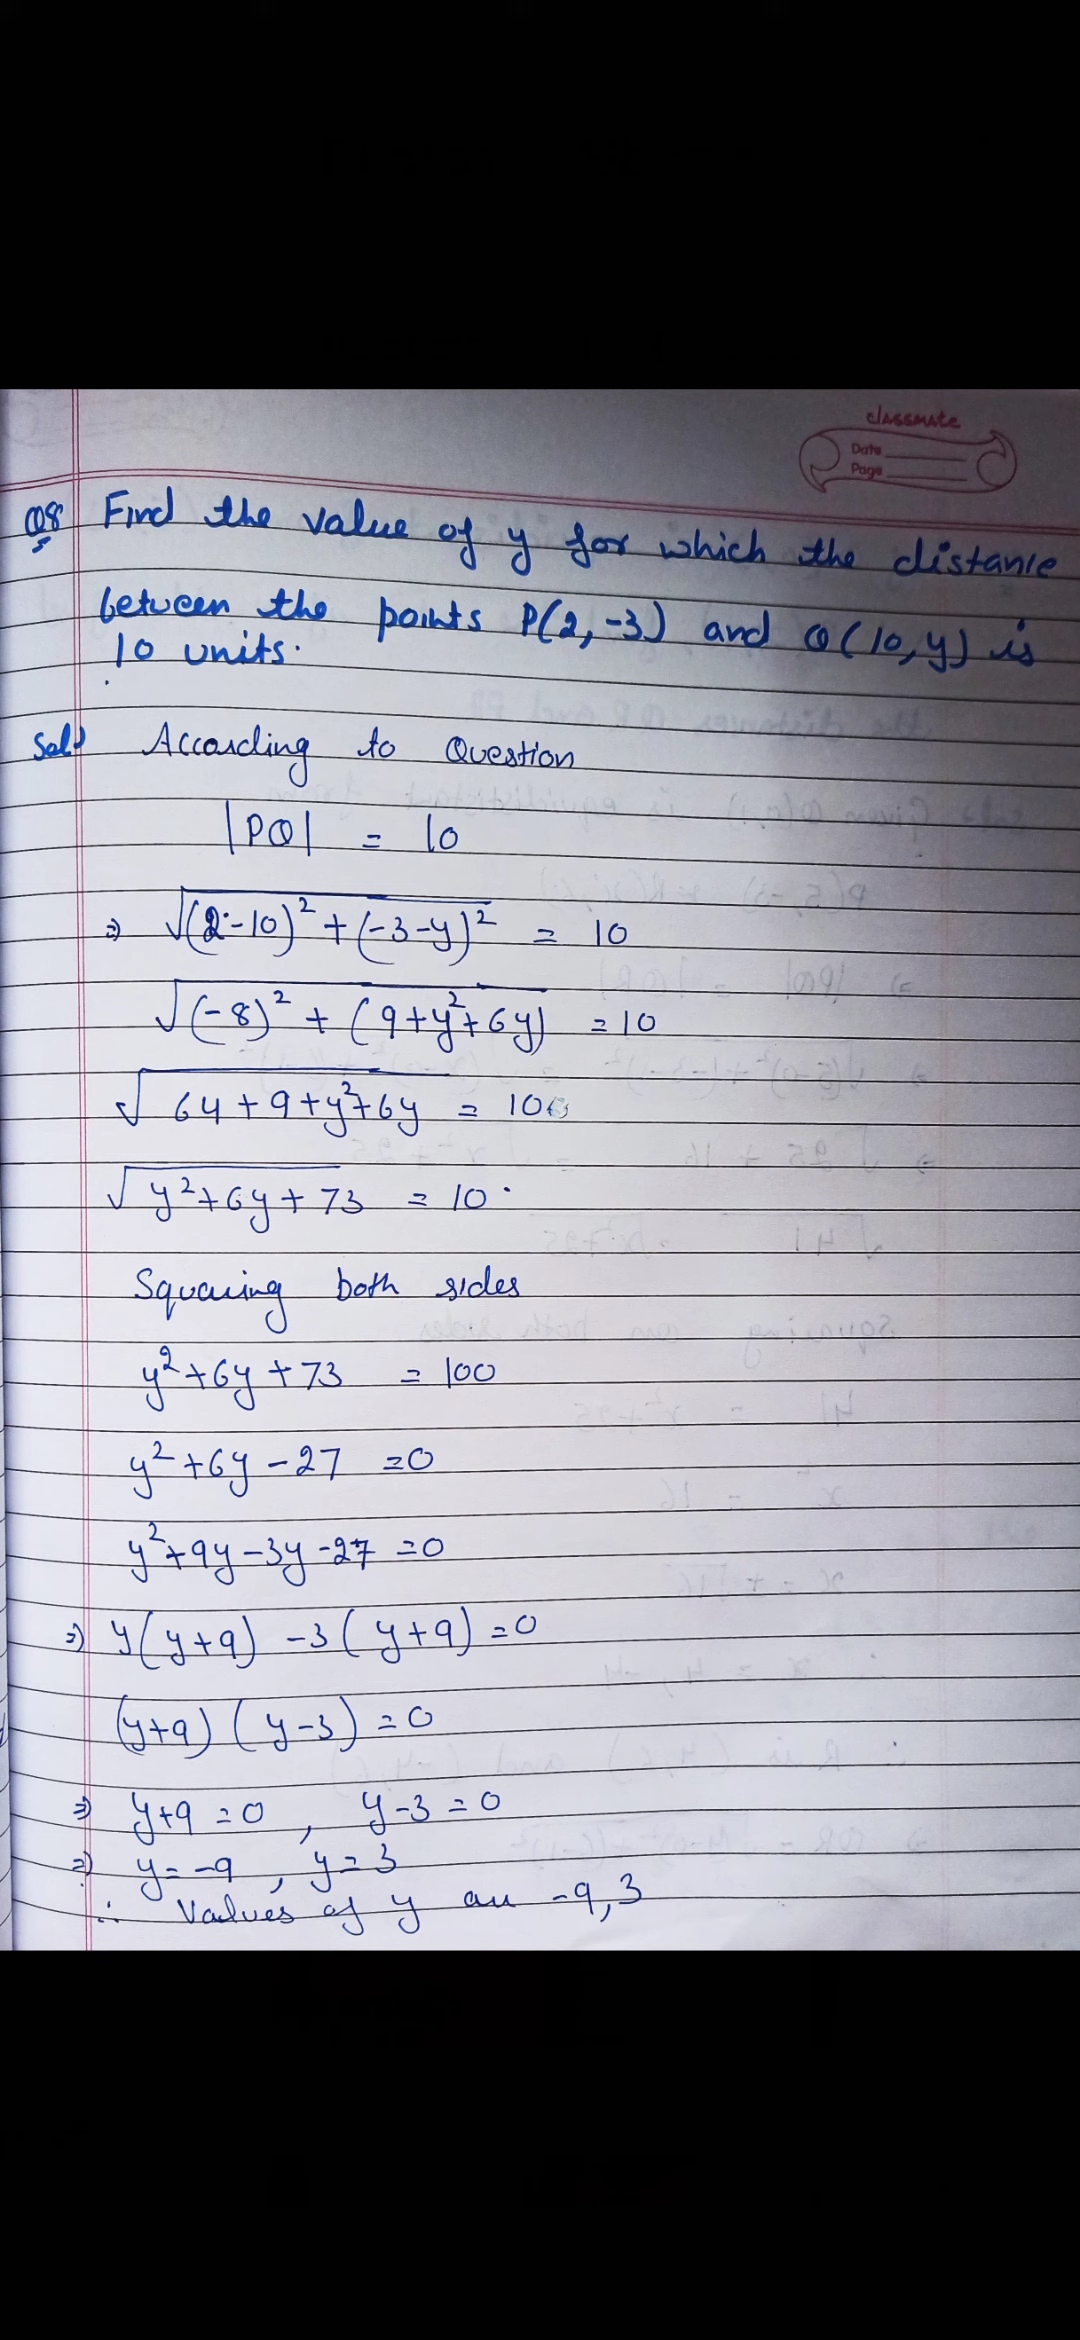 classmate
Date
Page
Q8 Find the value of y for which the distance
between the points P(2,-3) and Q(10,y) is
10 units.
Sol. According to Question
|PQ| = 10
⇒ √(2-10)² + (-3-y)² = 10
√(-8)² + (9+y²+6y) = 10
√64+9+y²+6y = 10
√y²+6y+73 = 10
Squaring both sides
y²+6y+73 = 100
y²+6y-27 =0
y²+9y-3y-27 =0
⇒ y(y+9) -3(y+9) =0
(y+9) (y-3) =0
⇒ y+9 =0 , y-3 =0
⇒ y= -9 , y= 3
∴ Values of y are -9,3